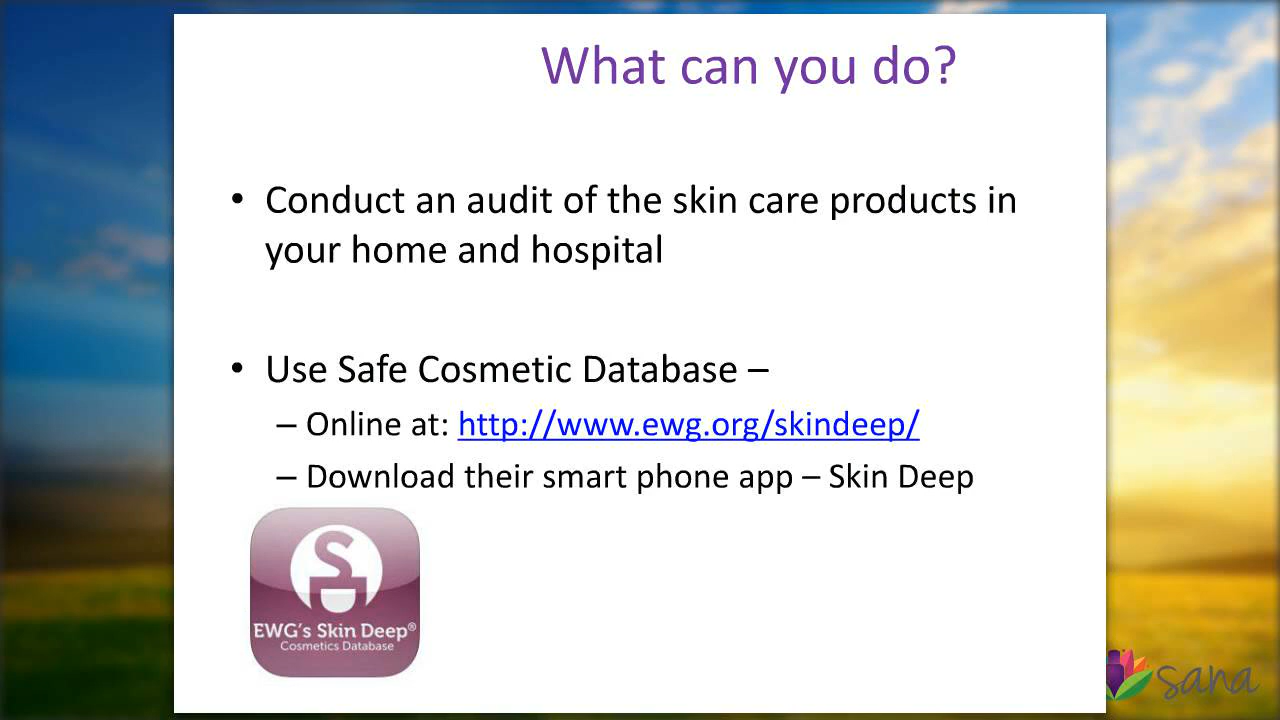 What can you do?
• Conduct an audit of the skin care products in
your home and hospital
• Use Safe Cosmetic Database –
– Online at: http://www.ewg.org/skindeep/
– Download their smart phone app – Skin Deep
SD
EWG's Skin Deep®
Cosmetics Database
sana